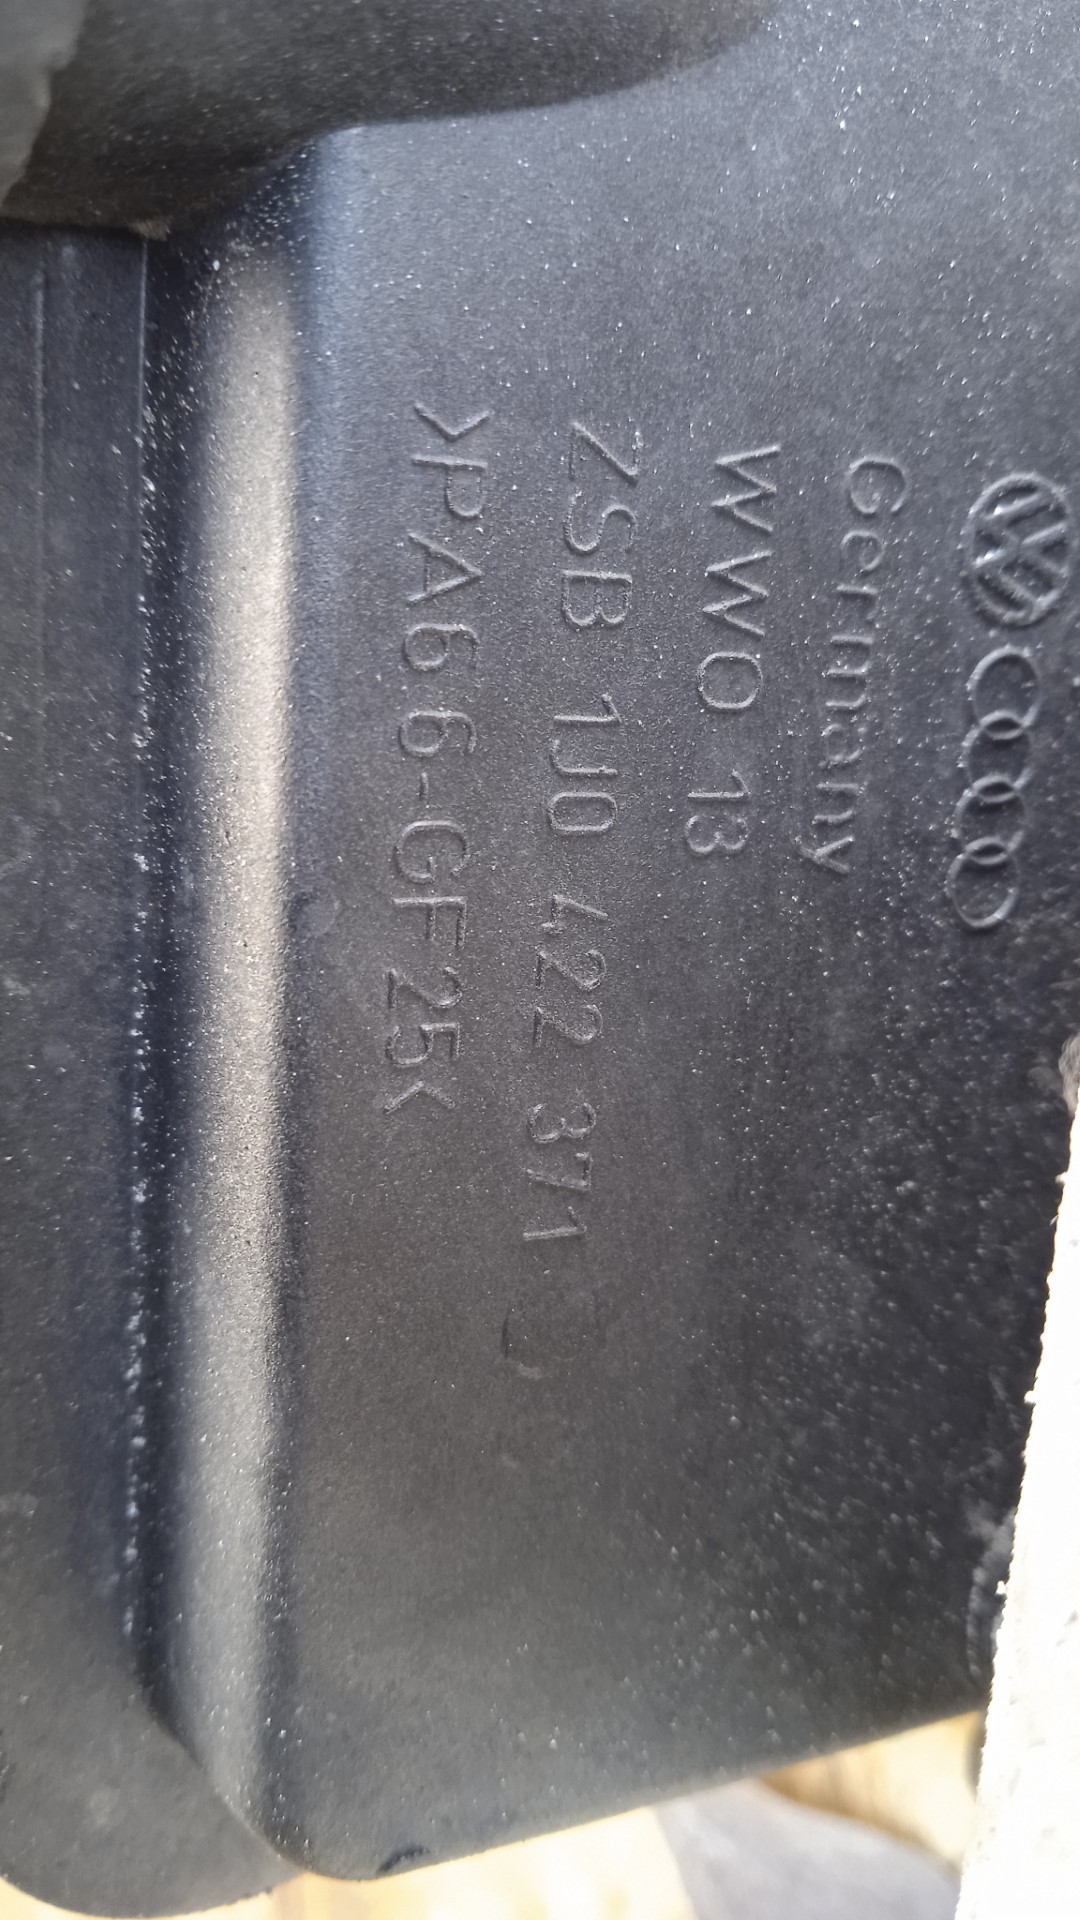 Germany
WWO 13
ZSB 1J0 422 371
>PA66-GF25<